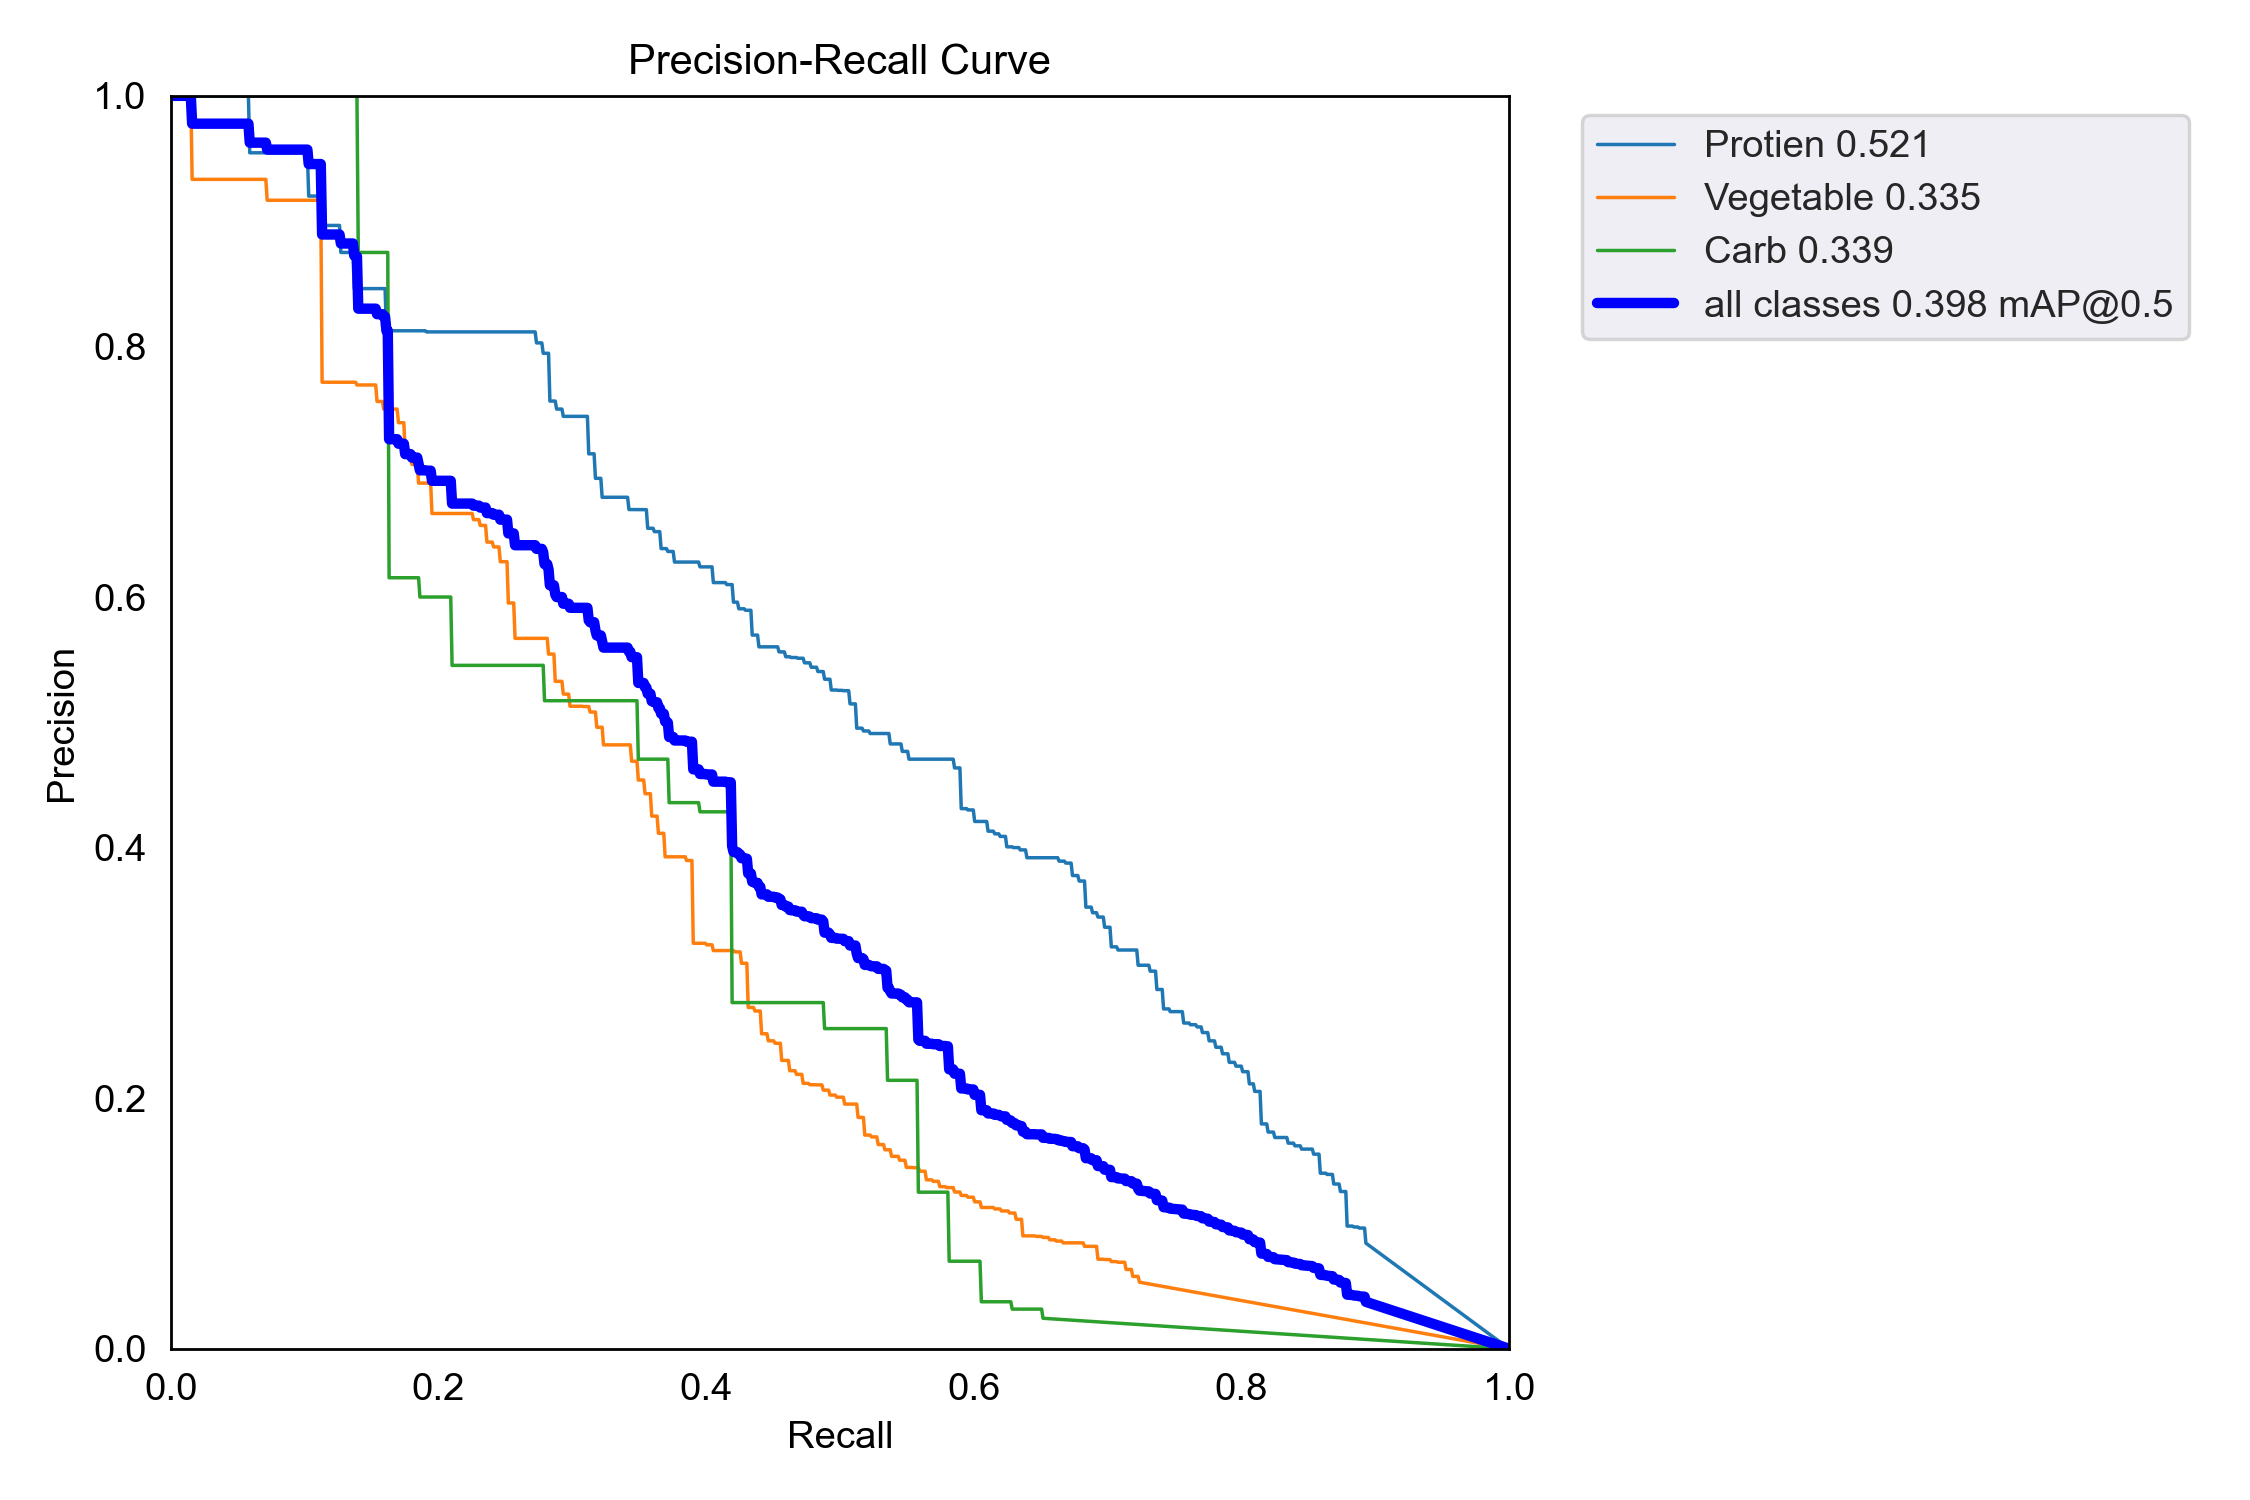 Precision-Recall Curve
1.0
0.8
0.6
0.4
0.2
0.0
Precision
0.0 0.2 0.4 0.6 0.8 1.0
Recall
Protien 0.521
Vegetable 0.335
Carb 0.339
all classes 0.398 mAP@0.5